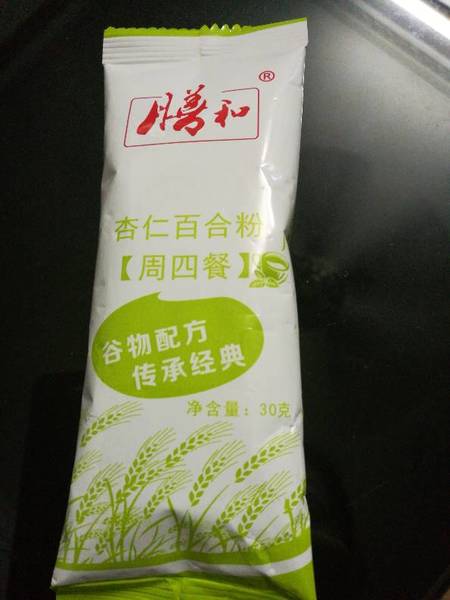 膳和®
杏仁百合粉
【周四餐】
谷物配方
传承经典
净含量：30克